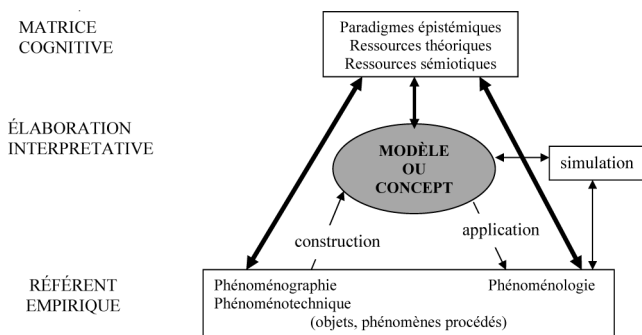 MATRICE
COGNITIVE
Paradigmes épistémiques
Ressources théoriques
Ressources sémiotiques
ÉLABORATION
INTERPRETATIVE
MODÈLE
OU
CONCEPT
simulation
construction
application
RÉFÉRENT
EMPIRIQUE
Phénoménographie
Phénoménotechnique
Phénoménologie
(objets, phénomènes procédés)